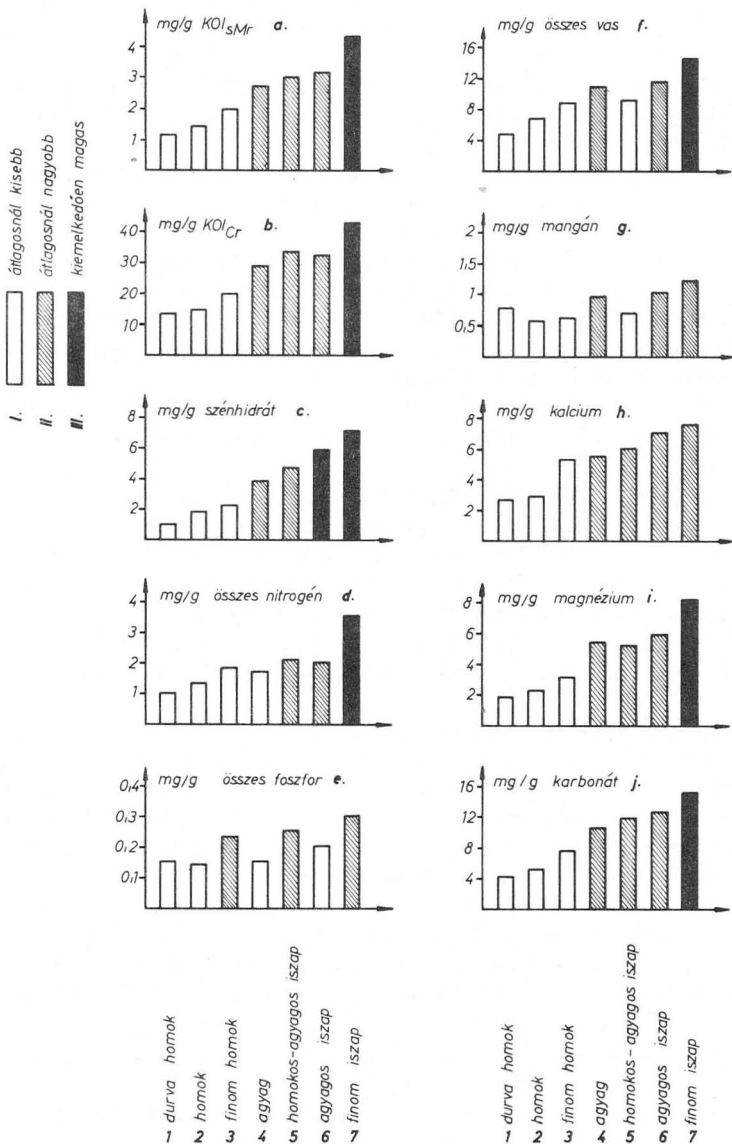 I. átlagosnál kisebb
II. átlagosnál nagyobb
III. kiemelkedően magas
mg/g KOIsMr a.
4
3
2
1
mg/g KOICr b.
40
30
20
10
mg/g szénhidrát c.
8
6
4
2
mg/g összes nitrogén d.
4
3
2
1
mg/g összes foszfor e.
0,4
0,3
0,2
0,1
1 durva homok
2 homok
3 finom homok
4 agyag
5 homokos-agyagos iszap
6 agyagos iszap
7 finom iszap
mg/g összes vas f.
16
12
8
4
mg/g mangán g.
2
1,5
1
0,5
mg/g kalcium h.
8
6
4
2
mg/g magnézium i.
8
6
4
2
mg/g karbonát j.
16
12
8
4
1 durva homok
2 homok
3 finom homok
4 agyag
5 homokos-agyagos iszap
6 agyagos iszap
7 finom iszap